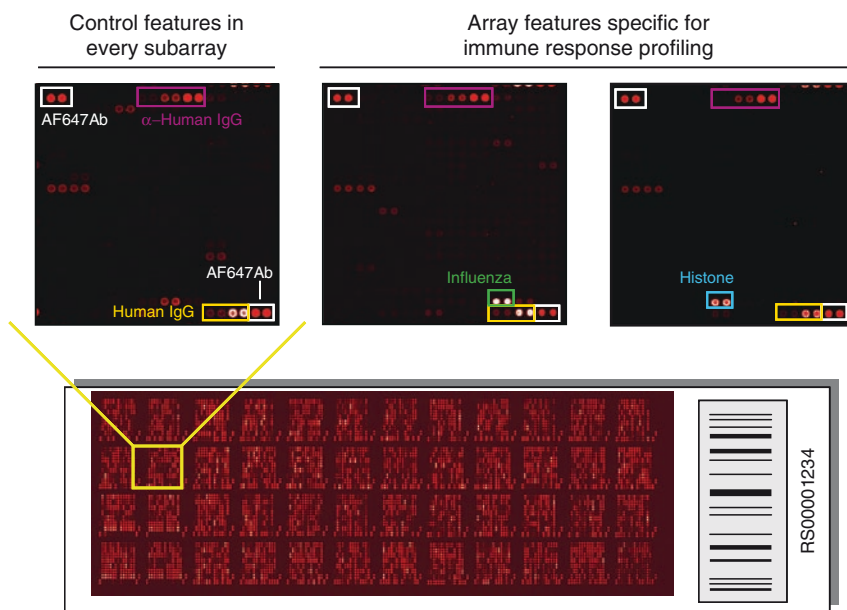 Control features in
every subarray
Array features specific for
immune response profiling
AF647Ab
α–Human IgG
AF647Ab
Human IgG
Influenza
Histone
RS00001234